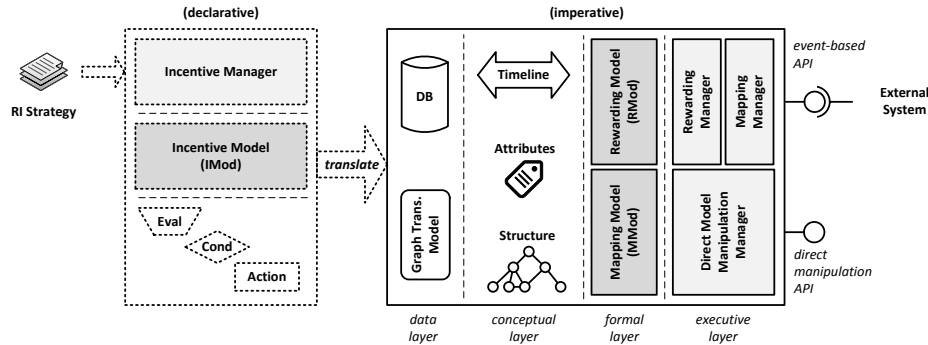 (declarative)
(imperative)
RI Strategy
Incentive Manager
Incentive Model
(IMod)
Eval
Cond
Action
translate
DB
Graph Trans.
Model
Timeline
Attributes
Structure
Rewarding Model
(RMod)
Mapping Model
(MMod)
Rewarding
Manager
Mapping
Manager
Direct Model
Manipulation
Manager
event-based
API
External
System
direct
manipulation
API
data
layer
conceptual
layer
formal
layer
executive
layer